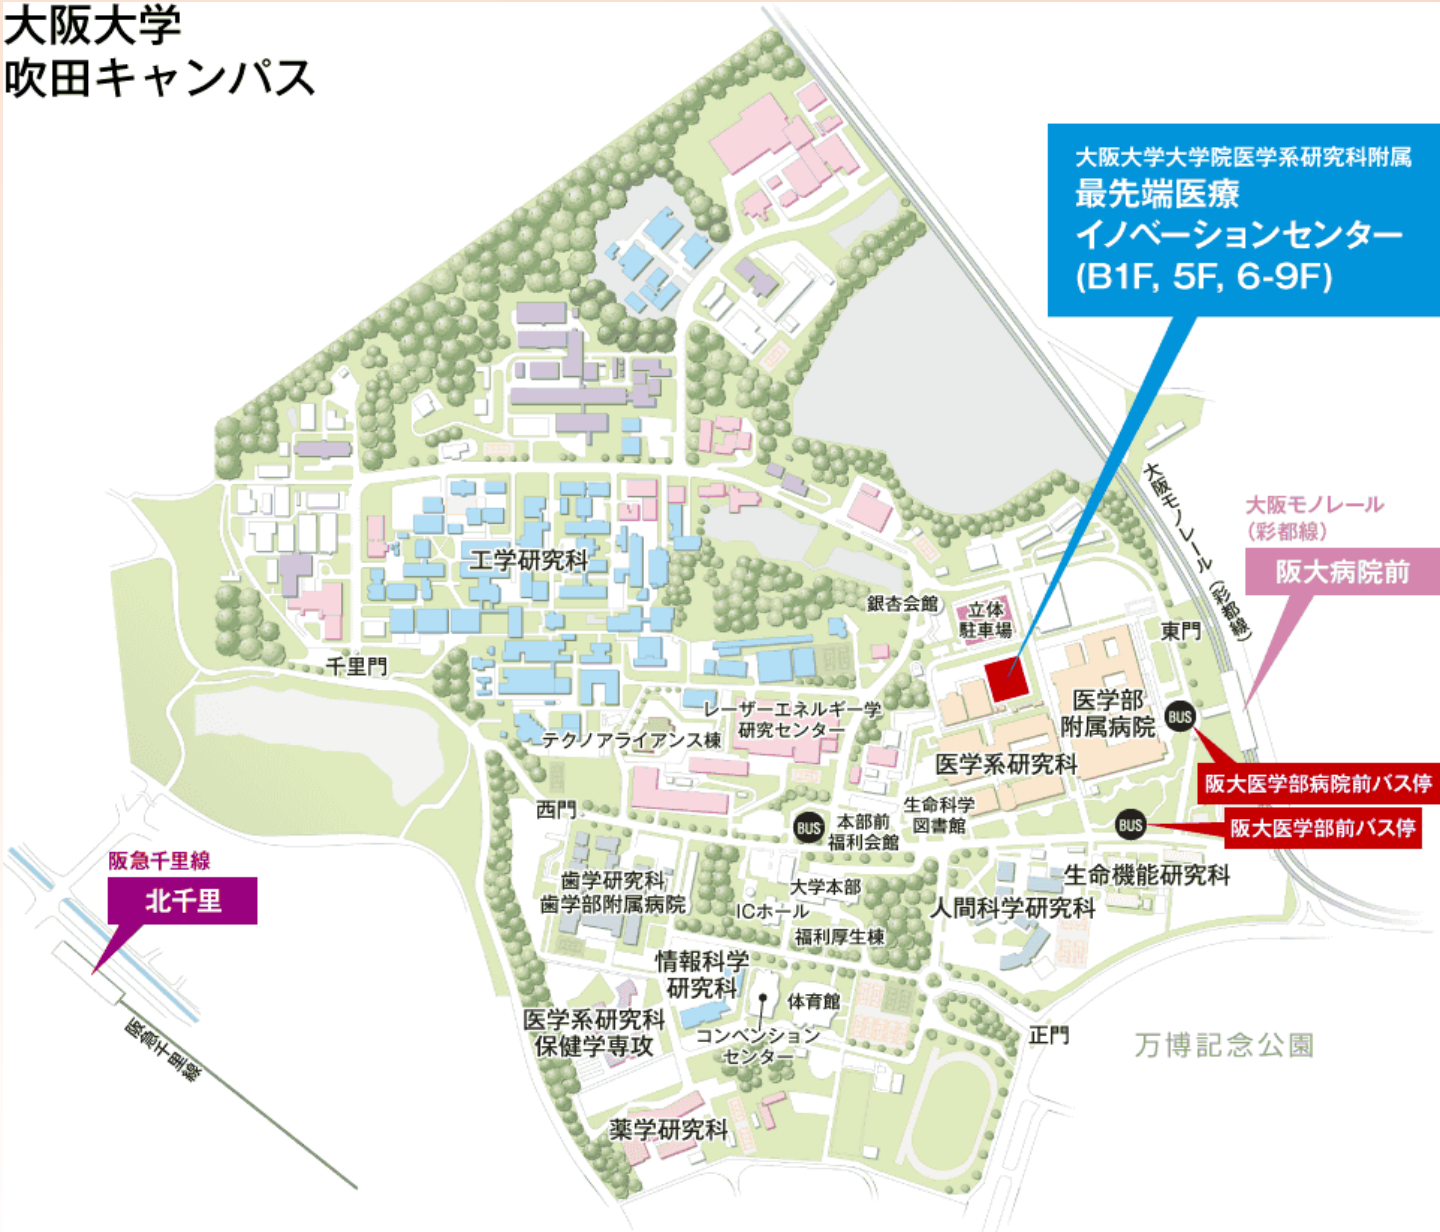 大阪大学
吹田キャンパス
大阪大学大学院医学系研究科附属
最先端医療
イノベーションセンター
(B1F, 5F, 6-9F)
大阪モノレール（彩都線）
大阪モノレール
（彩都線）
阪大病院前
工学研究科
銀杏会館
立体
駐車場
東門
千里門
医学部
附属病院
BUS
レーザーエネルギー学
研究センター
テクノアライアンス棟
医学系研究科
阪大医学部病院前バス停
西門
BUS
本部前
福利会館
生命科学
図書館
BUS
阪大医学部前バス停
阪急千里線
北千里
歯学研究科
歯学部附属病院
大学本部
ICホール
福利厚生棟
生命機能研究科
人間科学研究科
情報科学
研究科
体育館
医学系研究科
保健学専攻
コンベンション
センター
正門
万博記念公園
阪急千里線
薬学研究科